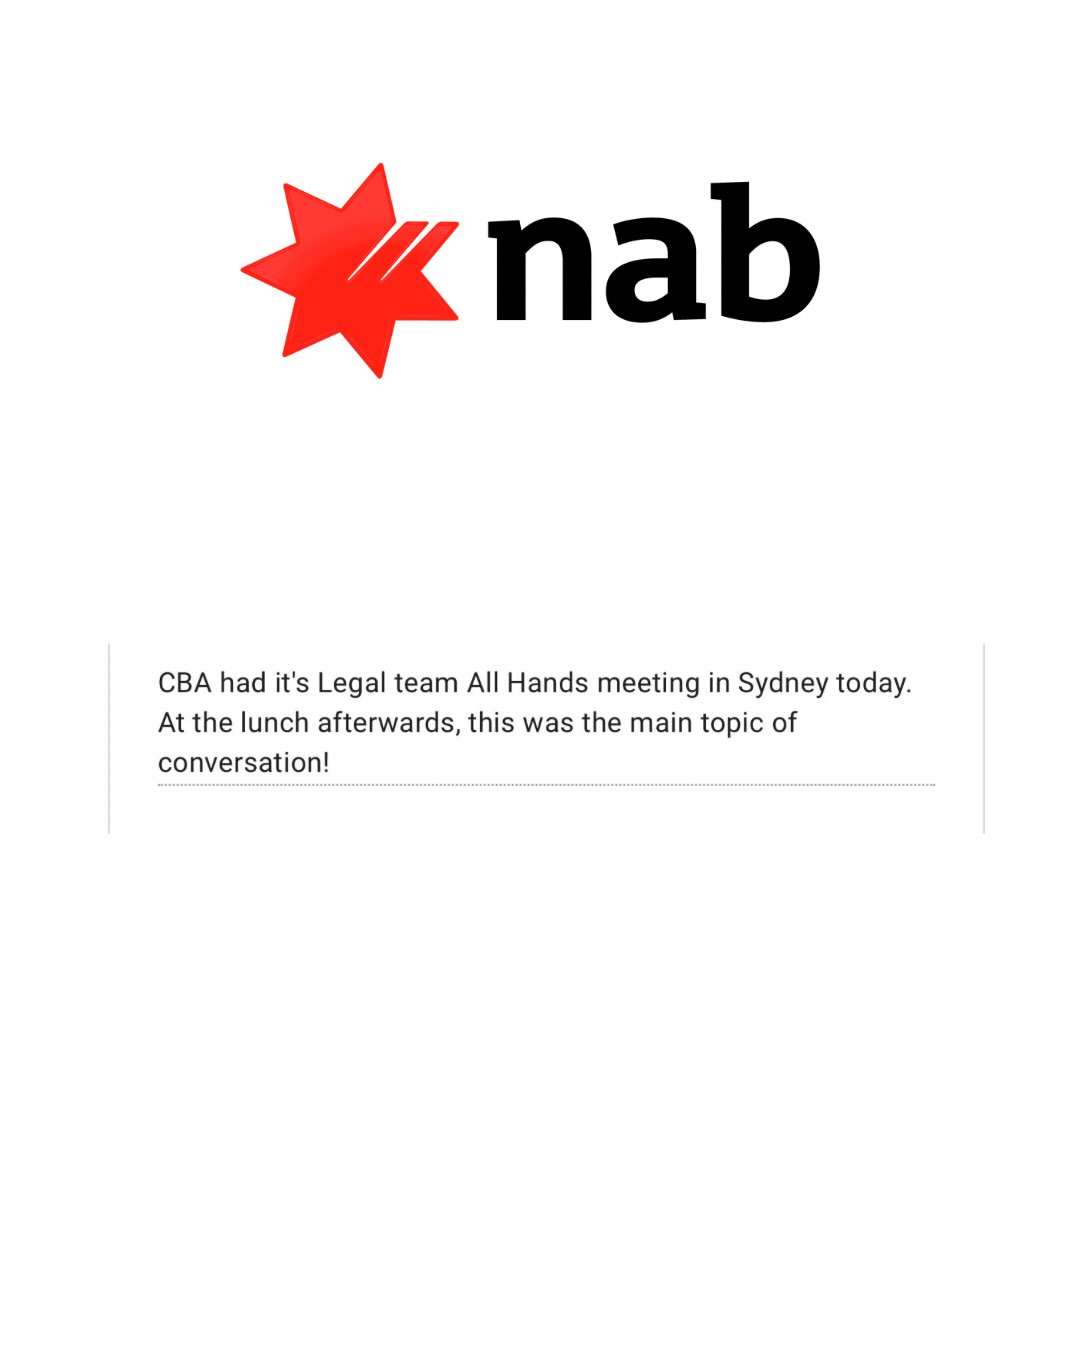 nab
CBA had it's Legal team All Hands meeting in Sydney today.
At the lunch afterwards, this was the main topic of
conversation!